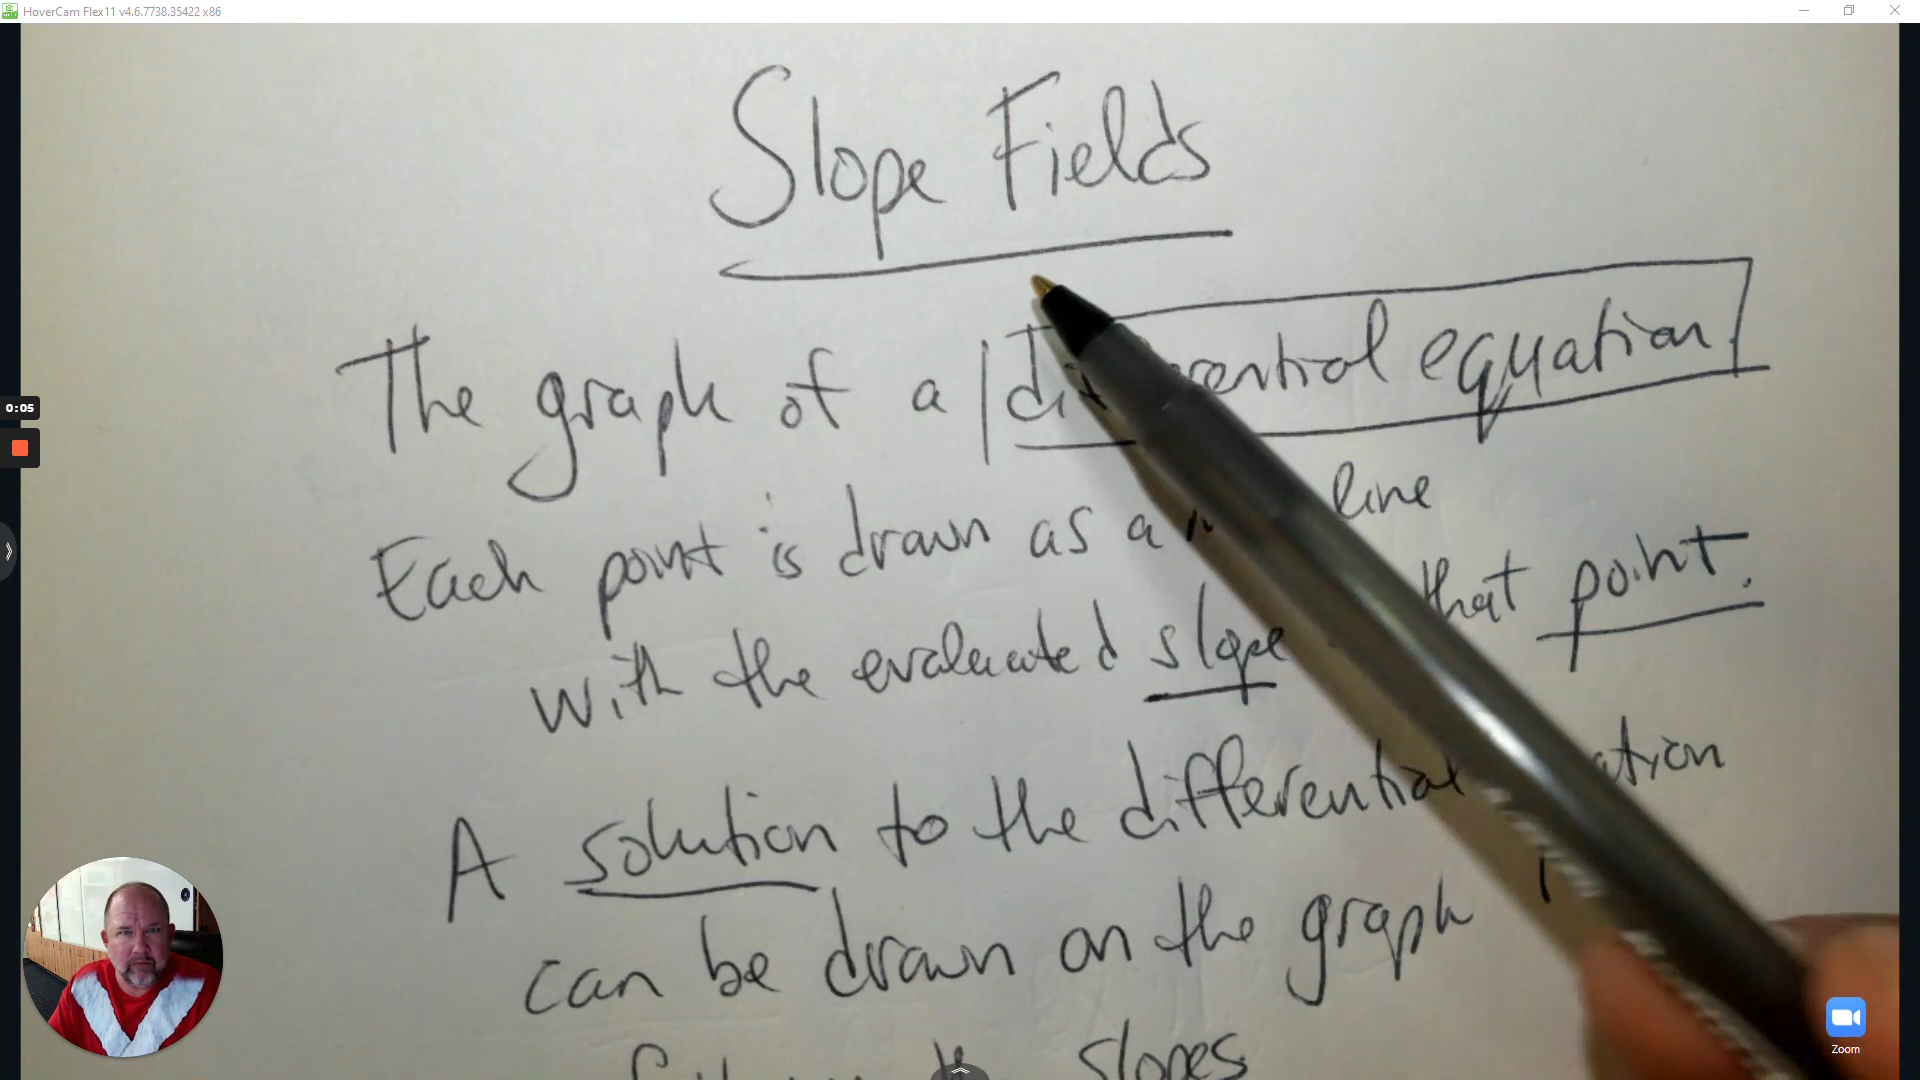 HoverCam Flex11 v4.6.7738.35422 x86
Slope Fields
The graph of a differential equation
Each point is drawn as a line
with the evaluated slope that point.
A solution to the differential
can be drawn on the graph
slopes
0:05
Zoom